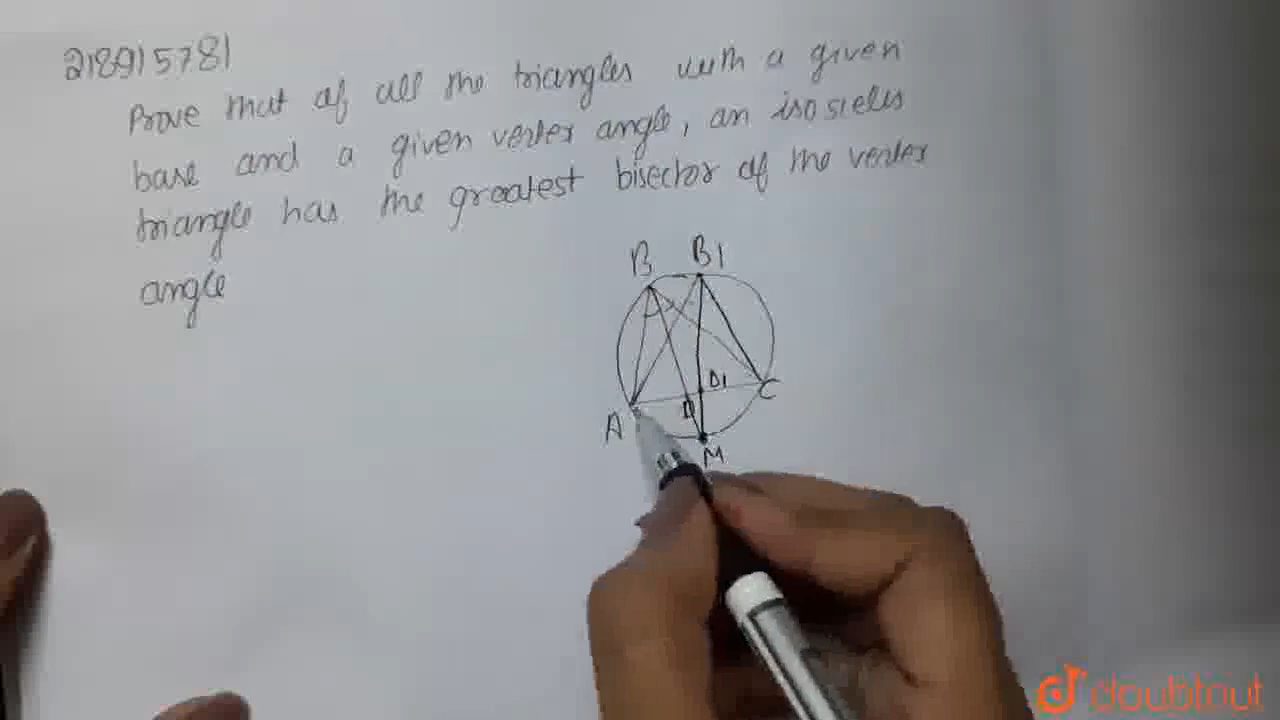 218915781
Prove that of all the triangles with a given
base and a given vertex angle, an isosieles
triangle has the greatest bisector of the vertex
angle
B B1
D1
C
D
A
M
doubtnut